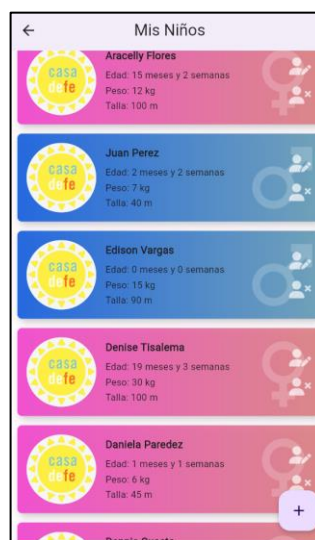 Mis Niños
Aracelly Flores
Edad: 15 meses y 2 semanas
Peso: 12 kg
Talla: 100 m
casa
de fe
Juan Perez
Edad: 2 meses y 2 semanas
Peso: 7 kg
Talla: 40 m
casa
de fe
Edison Vargas
Edad: 0 meses y 0 semanas
Peso: 15 kg
Talla: 90 m
casa
de fe
Denise Tisalema
Edad: 19 meses y 3 semanas
Peso: 30 kg
Talla: 100 m
casa
de fe
Daniela Paredez
Edad: 1 meses y 1 semanas
Peso: 6 kg
Talla: 45 m
casa
de fe